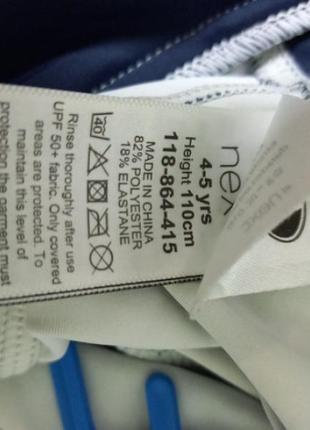 nex
4-5 yrs
Height 110cm
118-864-415
MADE IN CHINA
82% POLYESTER
18% ELASTANE
40
Rinse thoroughly after use
UPF 50+ fabric. Only covered
areas are protected. To
maintain this level of
protection the garment must